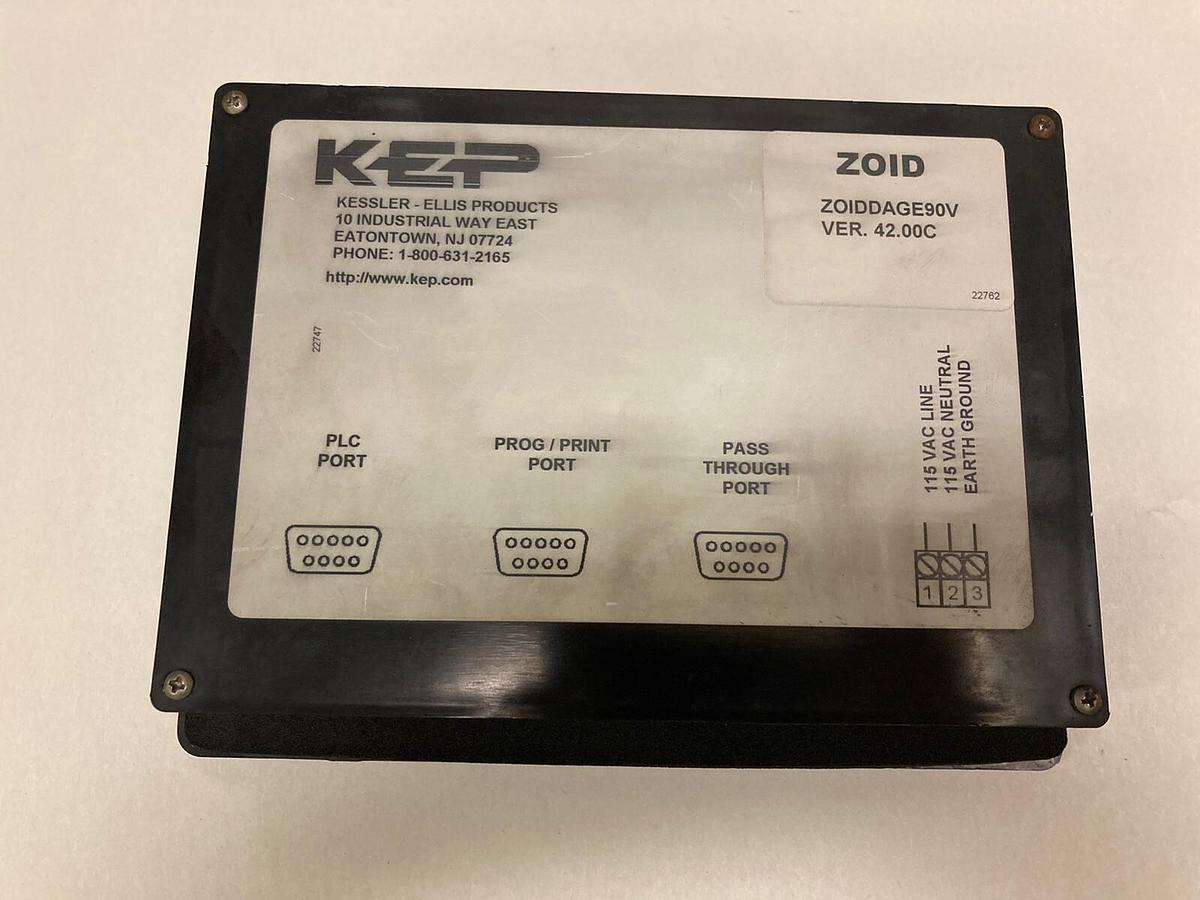 KEP
KESSLER - ELLIS PRODUCTS
10 INDUSTRIAL WAY EAST
EATONTOWN, NJ 07724
PHONE: 1-800-631-2165
http://www.kep.com
22747
ZOID
ZOIDDAGE90V
VER. 42.00C
22762
PLC
PORT
PROG / PRINT
PORT
PASS
THROUGH
PORT
115 VAC LINE
115 VAC NEUTRAL
EARTH GROUND
1 2 3